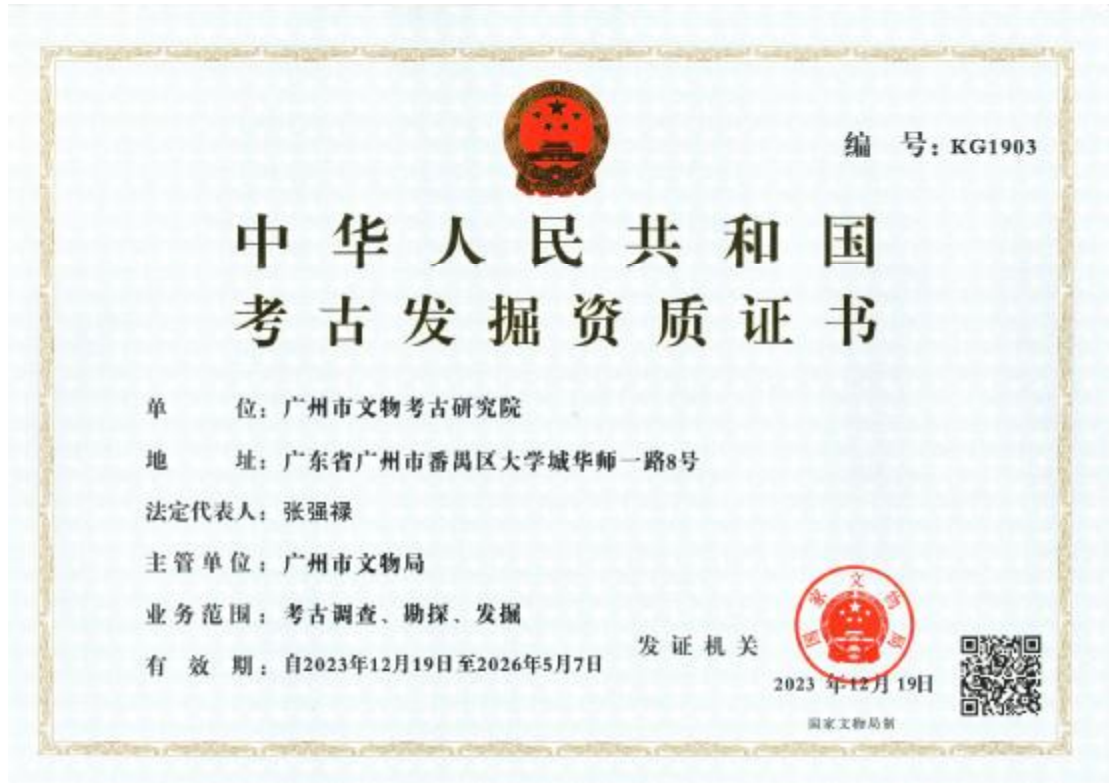 编 号：KG1903
中华人民共和国
考古发掘资质证书
单 位：广州市文物考古研究院
地 址：广东省广州市番禺区大学城华师一路8号
法定代表人：张强禄
主管单位：广州市文物局
业务范围：考古调查、勘探、发掘
有 效 期：自2023年12月19日至2026年5月7日
发证机关
国家文物局
2023 年12月 19日
国家文物局制